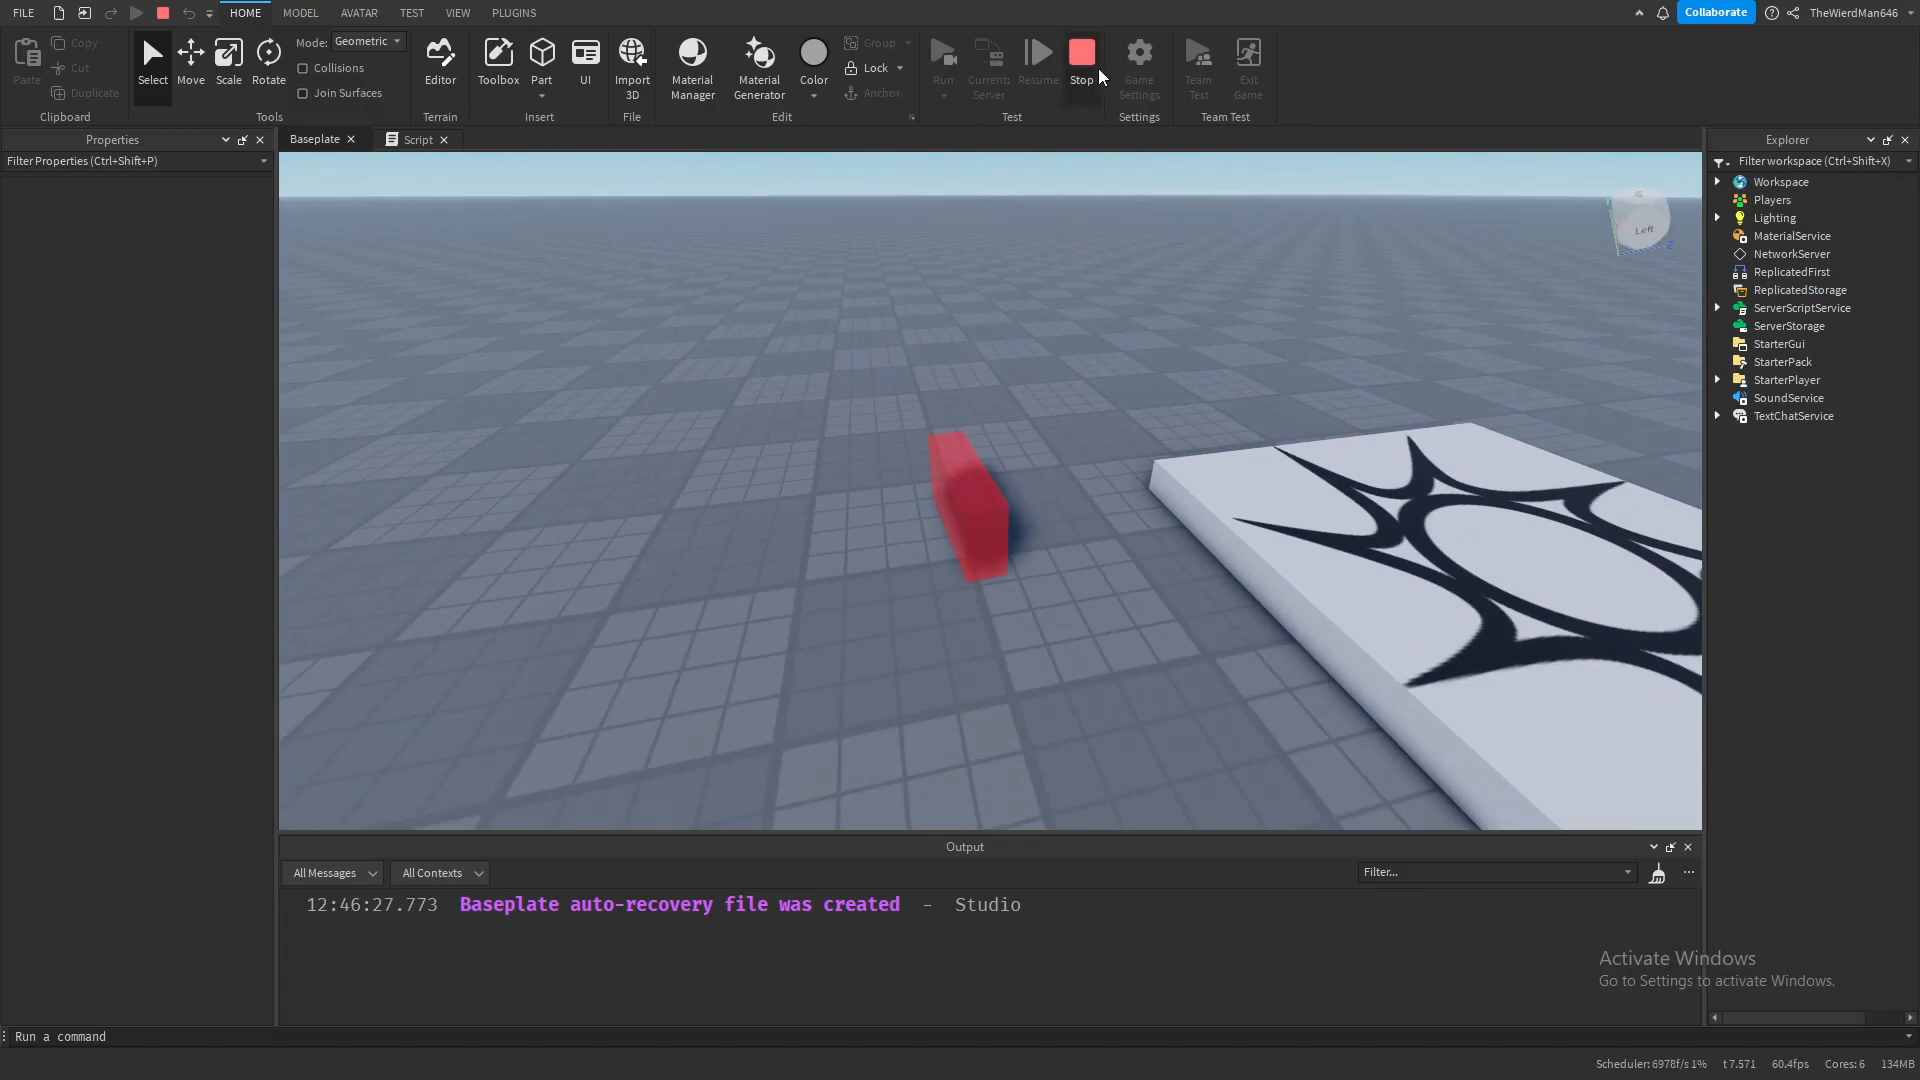 FILE HOME MODEL AVATAR TEST VIEW PLUGINS Collaborate TheWierdMan646
Paste Copy Cut Duplicate Clipboard
Select Move Scale Rotate Mode: Geometric Collisions Join Surfaces Tools
Editor Terrain
Toolbox Part UI Insert
Import 3D File
Material Manager Material Generator Color Group Lock Anchor Edit
Run Current: Server Resume Stop Test
Game Settings Settings
Team Test Exit Game Team Test
Properties
Filter Properties (Ctrl+Shift+P)
Baseplate Script
Left
Z
Explorer
Filter workspace (Ctrl+Shift+X)
Workspace
Players
Lighting
MaterialService
NetworkServer
ReplicatedFirst
ReplicatedStorage
ServerScriptService
ServerStorage
StarterGui
StarterPack
StarterPlayer
SoundService
TextChatService
Output
All Messages All Contexts Filter...
12:46:27.773 Baseplate auto-recovery file was created - Studio
Activate Windows
Go to Settings to activate Windows.
Run a command
Scheduler: 6978f/s 1% t 7.571 60.4fps Cores: 6 134MB